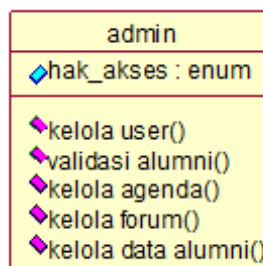 admin
hak_akses : enum
kelola user()
validasi alumni()
kelola agenda()
kelola forum()
kelola data alumni()